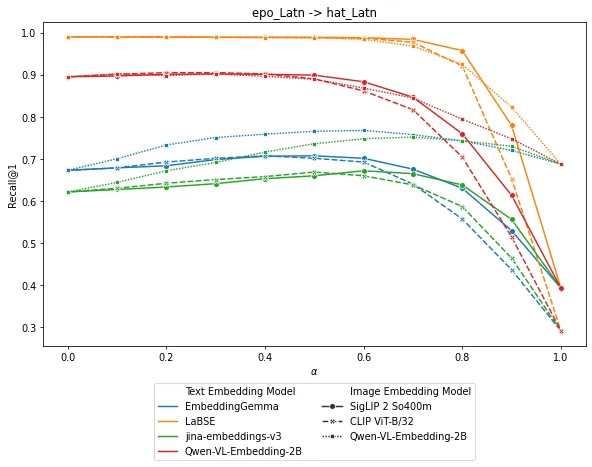 epo_Latn -> hat_Latn
Recall@1
1.0
0.9
0.8
0.7
0.6
0.5
0.4
0.3
0.0 0.2 0.4 0.6 0.8 1.0
α
Text Embedding Model Image Embedding Model
EmbeddingGemma SigLIP 2 So400m
LaBSE CLIP ViT-B/32
jina-embeddings-v3 Qwen-VL-Embedding-2B
Qwen-VL-Embedding-2B